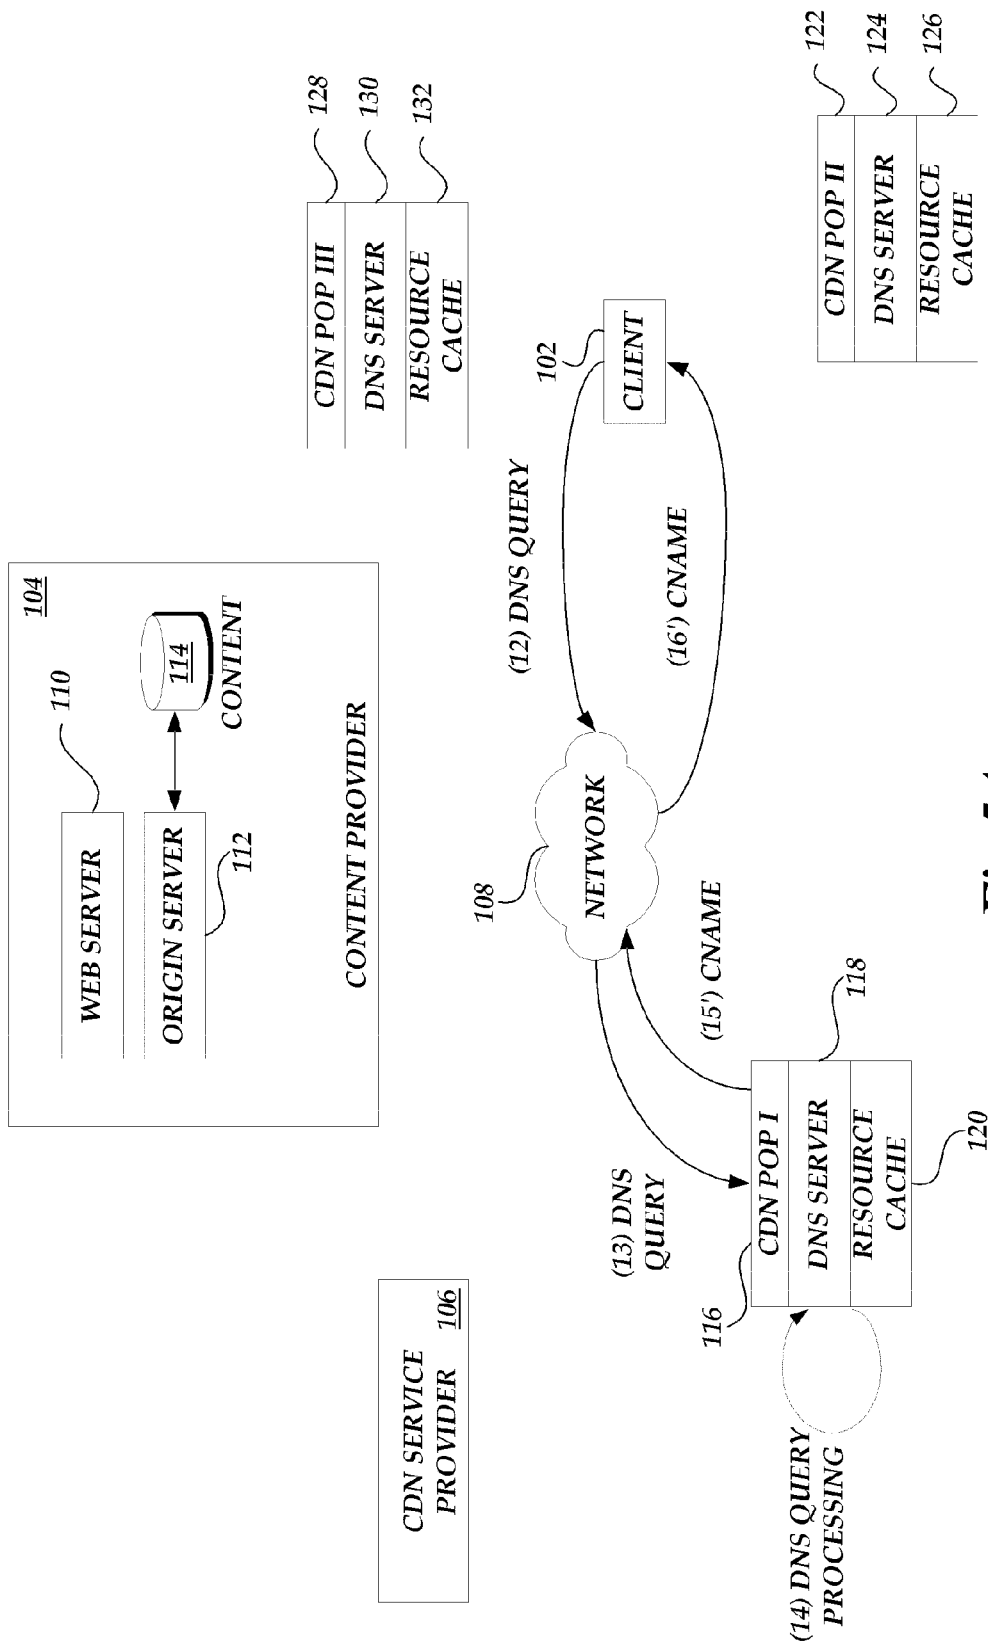 104
WEB SERVER
110
ORIGIN SERVER
112
114
CONTENT
CONTENT PROVIDER
CDN SERVICE
PROVIDER
106
CDN POP III
DNS SERVER
RESOURCE
CACHE
128
130
132
(12) DNS QUERY
102
CLIENT
108
NETWORK
(16') CNAME
(13) DNS
QUERY
(15') CNAME
116
CDN POP I
DNS SERVER
RESOURCE
CACHE
118
120
(14) DNS QUERY
PROCESSING
CDN POP II
DNS SERVER
RESOURCE
CACHE
122
124
126